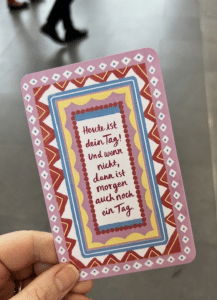 Heute ist
dein Tag!
Und wenn
nicht,
dann ist
morgen
auch noch
ein Tag.